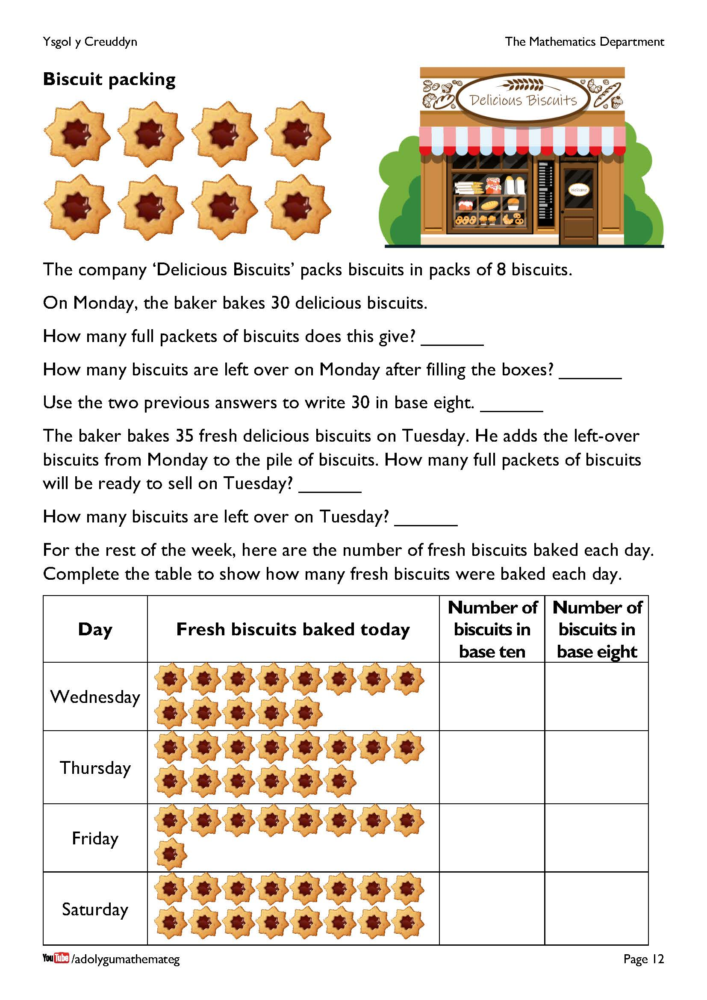 Ysgol y Creuddyn
The Mathematics Department
Biscuit packing
Delicious Biscuits
Welcome
The company ‘Delicious Biscuits’ packs biscuits in packs of 8 biscuits.
On Monday, the baker bakes 30 delicious biscuits.
How many full packets of biscuits does this give? ______
How many biscuits are left over on Monday after filling the boxes? ______
Use the two previous answers to write 30 in base eight. ______
The baker bakes 35 fresh delicious biscuits on Tuesday. He adds the left-over
biscuits from Monday to the pile of biscuits. How many full packets of biscuits
will be ready to sell on Tuesday? ______
How many biscuits are left over on Tuesday? ______
For the rest of the week, here are the number of fresh biscuits baked each day.
Complete the table to show how many fresh biscuits were baked each day.
Day
Fresh biscuits baked today
Number of
biscuits in
base ten
Number of
biscuits in
base eight
Wednesday
Thursday
Friday
Saturday
YouTube/adolygumathemateg
Page 12